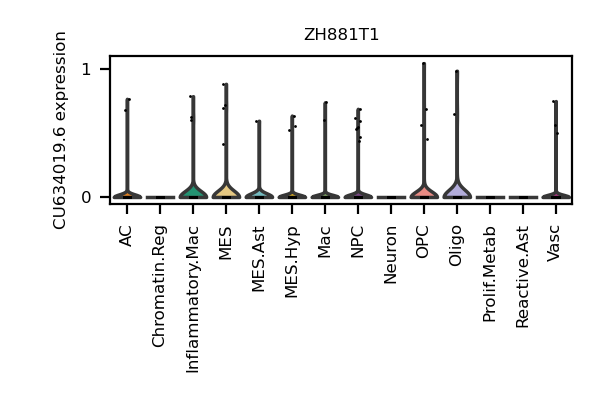 ZH881T1
CU634019.6 expression
1
0
AC
Chromatin.Reg
Inflammatory.Mac
MES
MES.Ast
MES.Hyp
Mac
NPC
Neuron
OPC
Oligo
Prolif.Metab
Reactive.Ast
Vasc